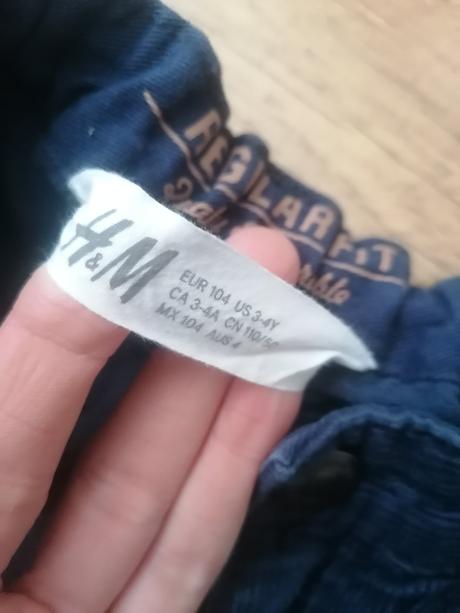 REGULAR FIT
H&M
EUR 104 US 3-4Y
CA 3-4A CN 110/50
MX 104 AUS 4